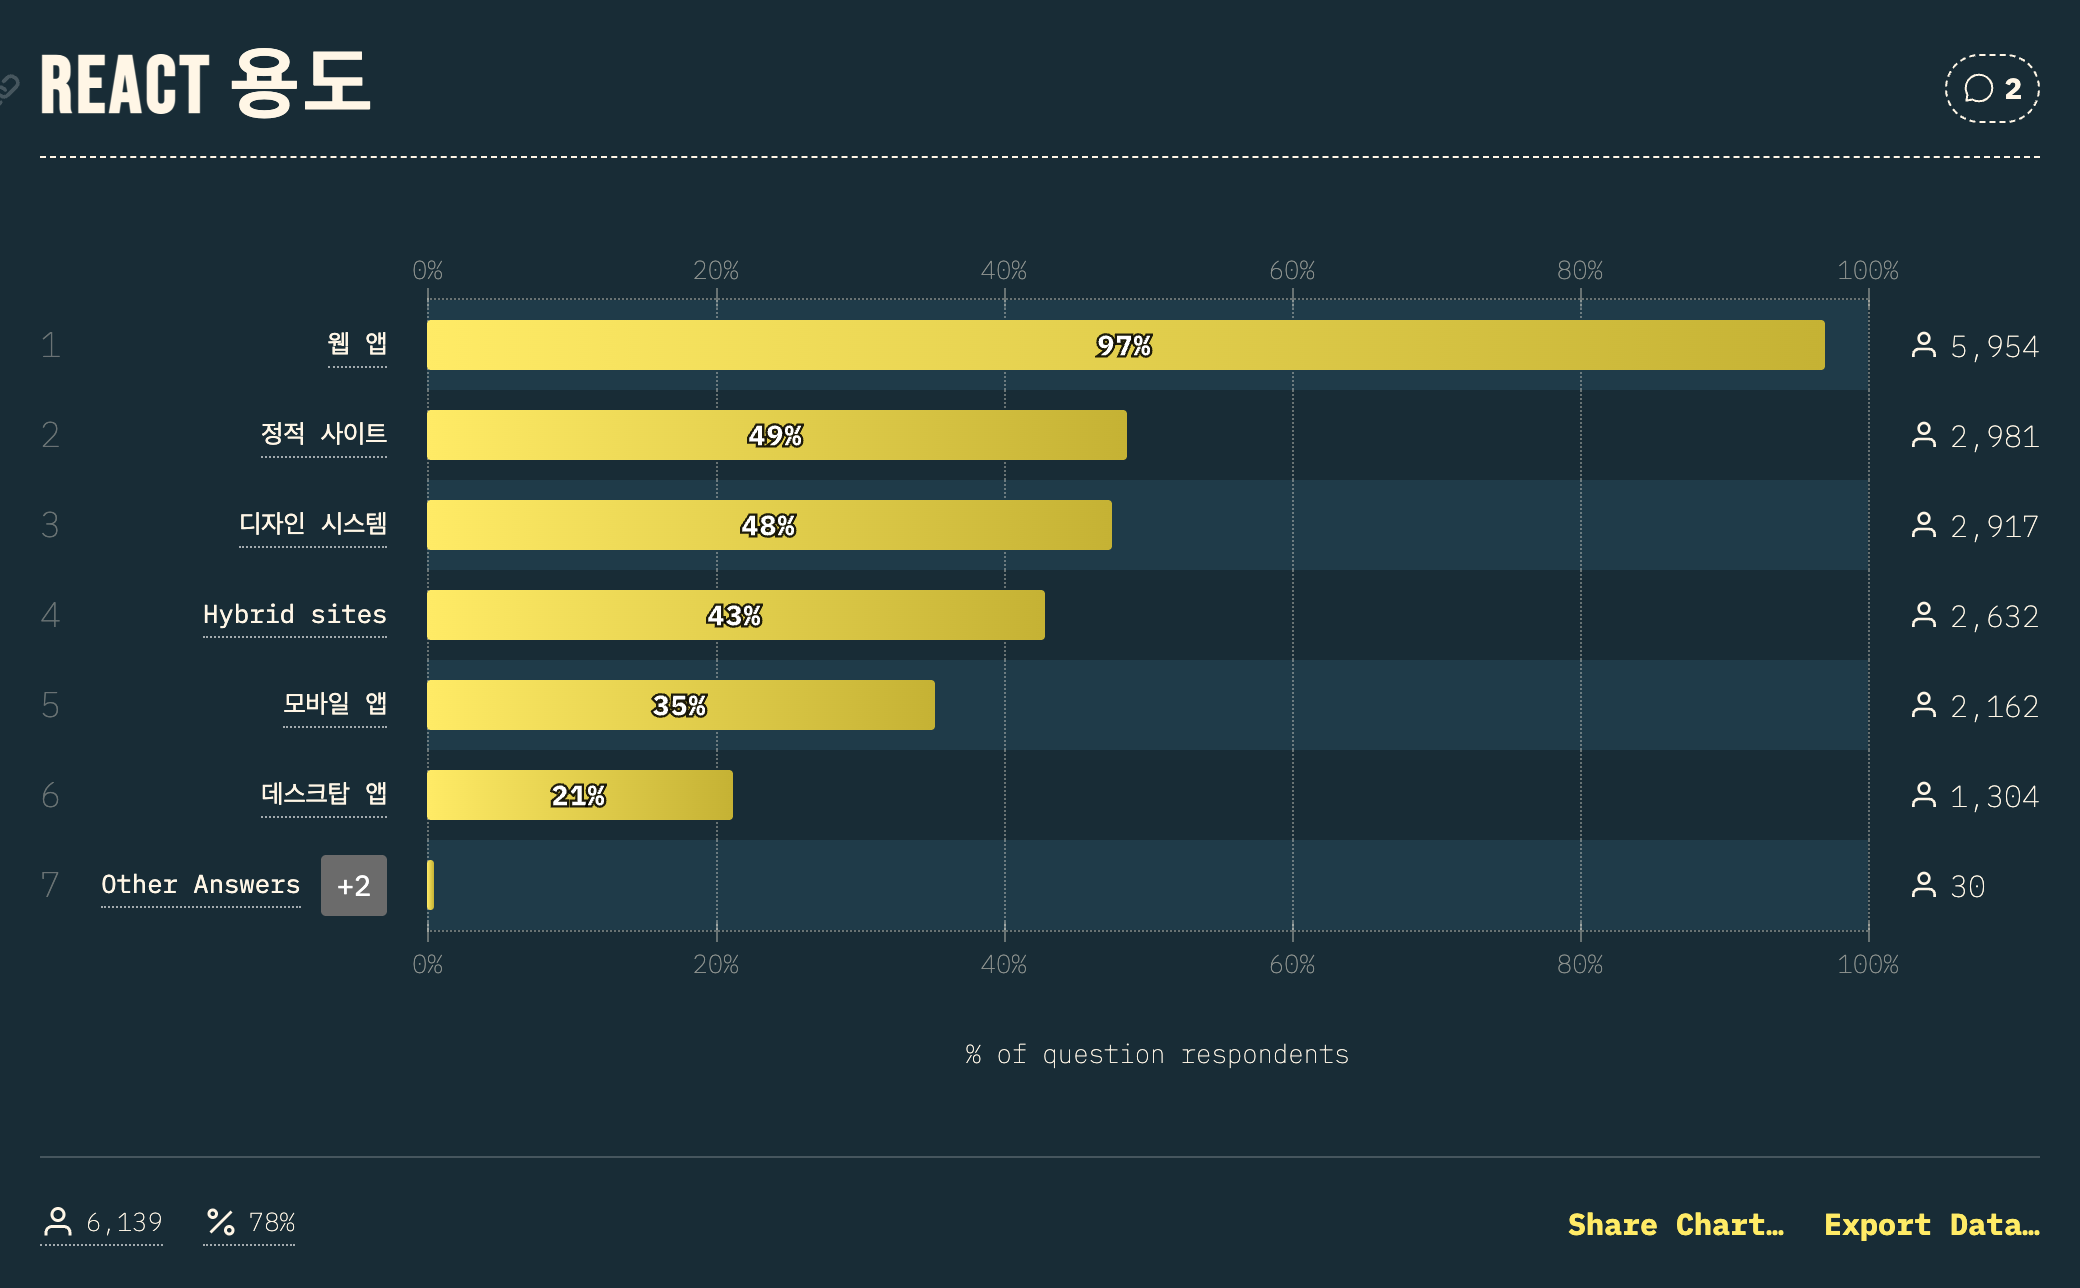 REACT 용도
2
0% 20% 40% 60% 80% 100%
1 웹 앱 97% 5,954
2 정적 사이트 49% 2,981
3 디자인 시스템 48% 2,917
4 Hybrid sites 43% 2,632
5 모바일 앱 35% 2,162
6 데스크탑 앱 21% 1,304
7 Other Answers +2 30
0% 20% 40% 60% 80% 100%
% of question respondents
6,139 % 78% Share Chart… Export Data…